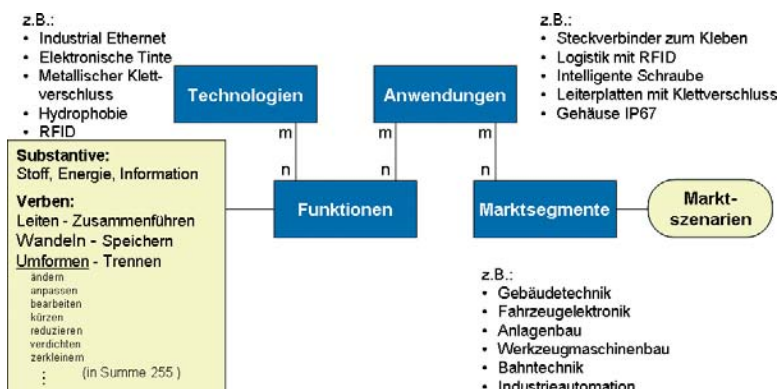 z.B.:
• Industrial Ethernet
• Elektronische Tinte
• Metallischer Klett-
verschluss
• Hydrophobie
• RFID
Technologien
Anwendungen
z.B.:
• Steckverbinder zum Kleben
• Logistik mit RFID
• Intelligente Schraube
• Leiterplatten mit Klettverschluss
• Gehäuse IP67
m
m
m
n
n
n
Substantive:
Stoff, Energie, Information
Verben:
Leiten - Zusammenführen
Wandeln - Speichern
Umformen - Trennen
ändern
anpassen
bearbeiten
kürzen
reduzieren
verdichten
zerkleinern
⋮ (in Summe 255 )
Funktionen
Marktsegmente
Markt-
szenarien
z.B.:
• Gebäudetechnik
• Fahrzeugelektronik
• Anlagenbau
• Werkzeugmaschinenbau
• Bahntechnik
• Industrieautomation